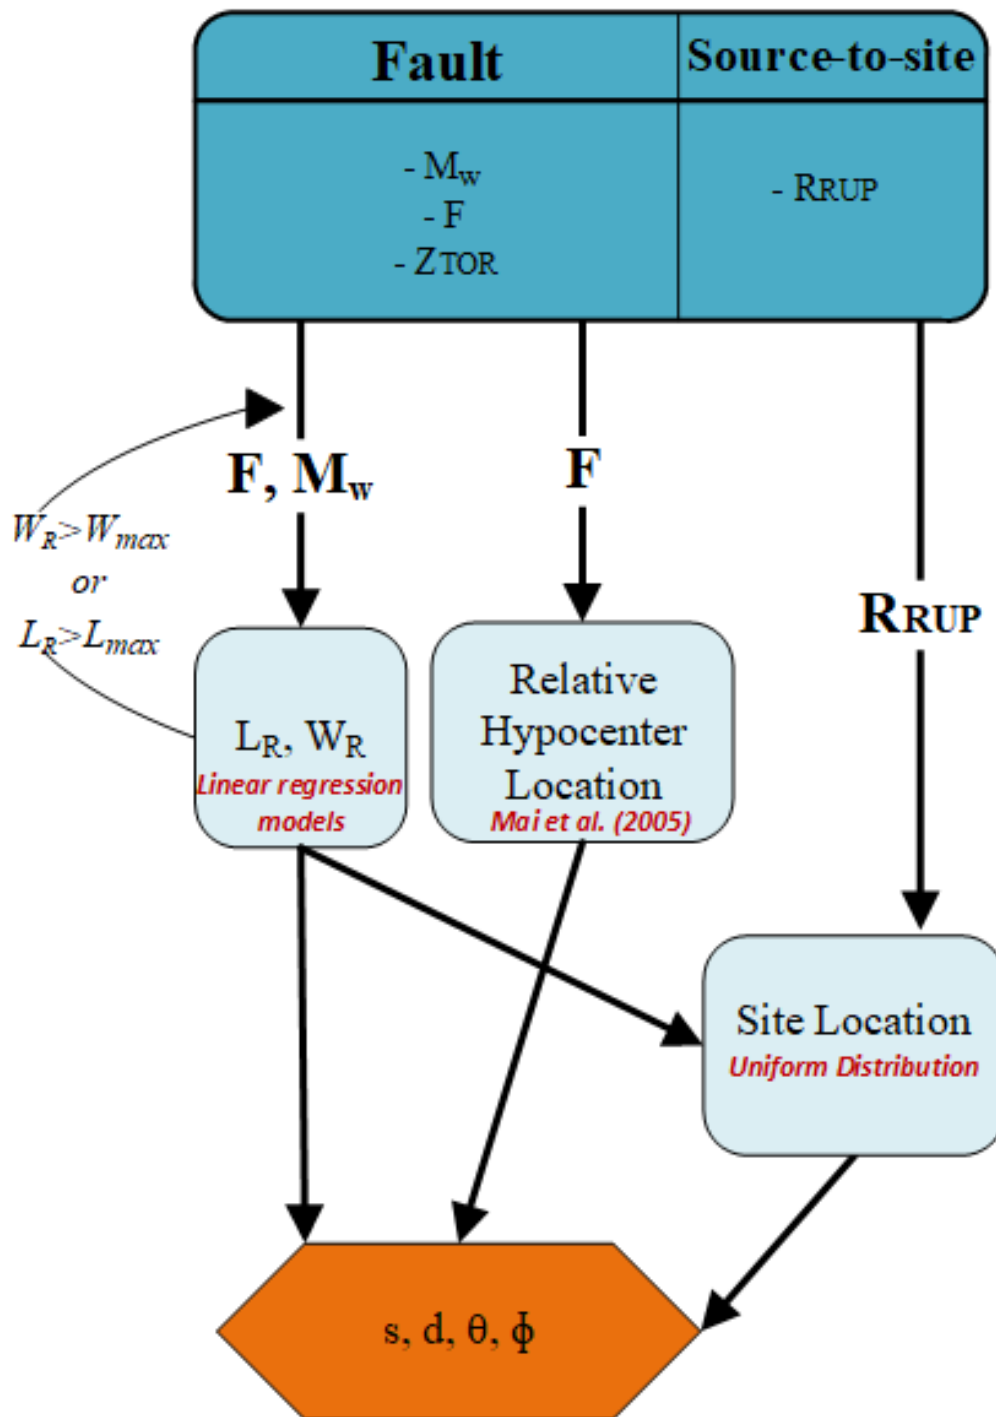 Fault
Source-to-site
- Mw
- F
- ZTOR
- RRUP
F, Mw
F
WR>Wmax
or
LR>Lmax
RRUP
LR, WR
Linear regression
models
Relative
Hypocenter
Location
Mai et al. (2005)
Site Location
Uniform Distribution
s, d, θ, ϕ